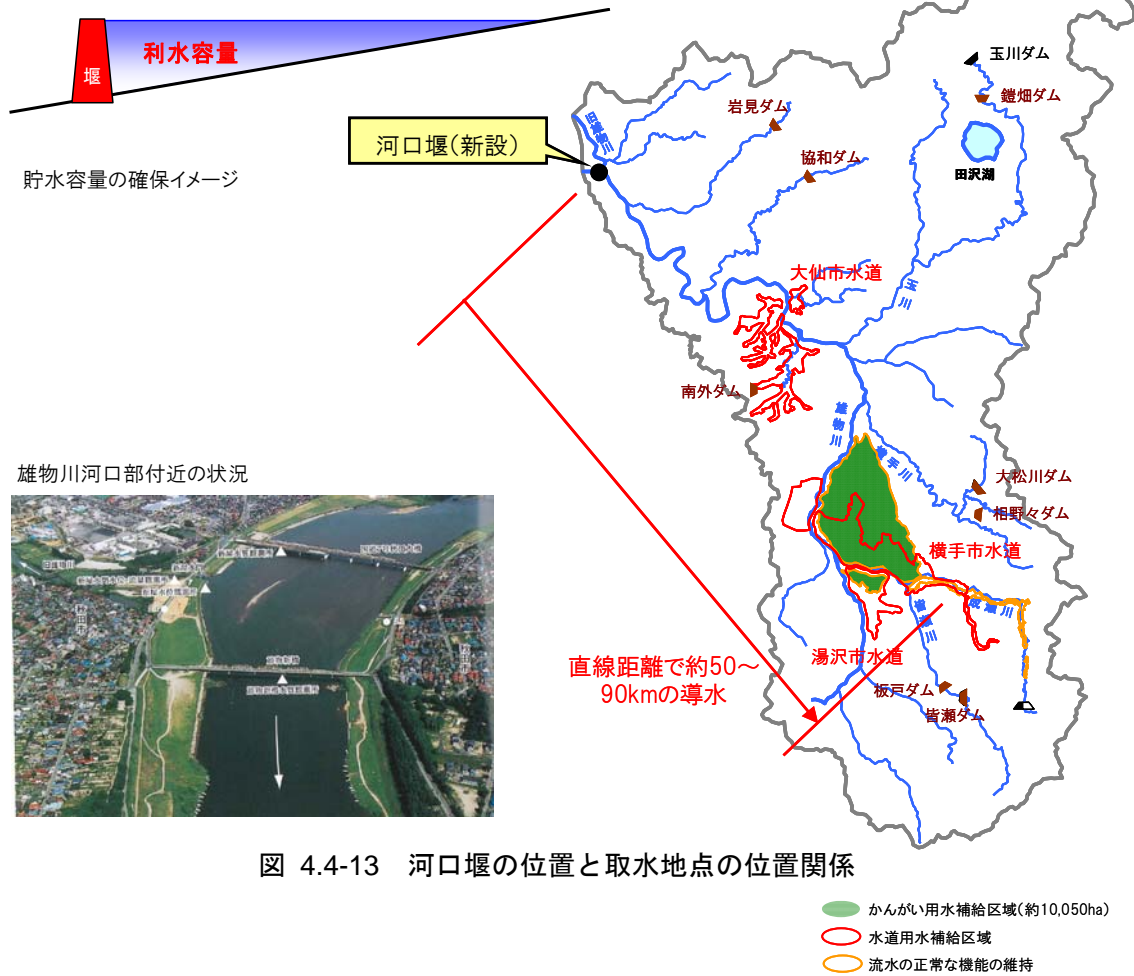 堰
利水容量
貯水容量の確保イメージ
河口堰(新設)
旧雄物川
岩見ダム
協和ダム
玉川ダム
鎧畑ダム
田沢湖
大仙市水道
玉川
南外ダム
雄物川
横手川
大松川ダム
相野々ダム
横手市水道
成瀬川
皆瀬川
湯沢市水道
板戸ダム
皆瀬ダム
直線距離で約50～
90kmの導水
雄物川河口部付近の状況
秋田市
雄物新橋
図 4.4-13 河口堰の位置と取水地点の位置関係
かんがい用水補給区域(約10,050ha)
水道用水補給区域
流水の正常な機能の維持